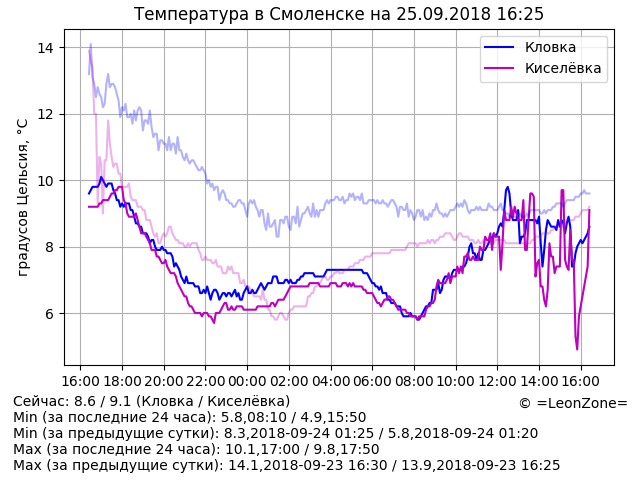 Температура в Смоленске на 25.09.2018 16:25
Кловка
Киселёвка
градусов Цельсия, °C
14
12
10
8
6
16:00 18:00 20:00 22:00 00:00 02:00 04:00 06:00 08:00 10:00 12:00 14:00 16:00
Сейчас: 8.6 / 9.1 (Кловка / Киселёвка)
© =LeonZone=
Min (за последние 24 часа): 5.8,08:10 / 4.9,15:50
Min (за предыдущие сутки): 8.3,2018-09-24 01:25 / 5.8,2018-09-24 01:20
Max (за последние 24 часа): 10.1,17:00 / 9.8,17:50
Max (за предыдущие сутки): 14.1,2018-09-23 16:30 / 13.9,2018-09-23 16:25